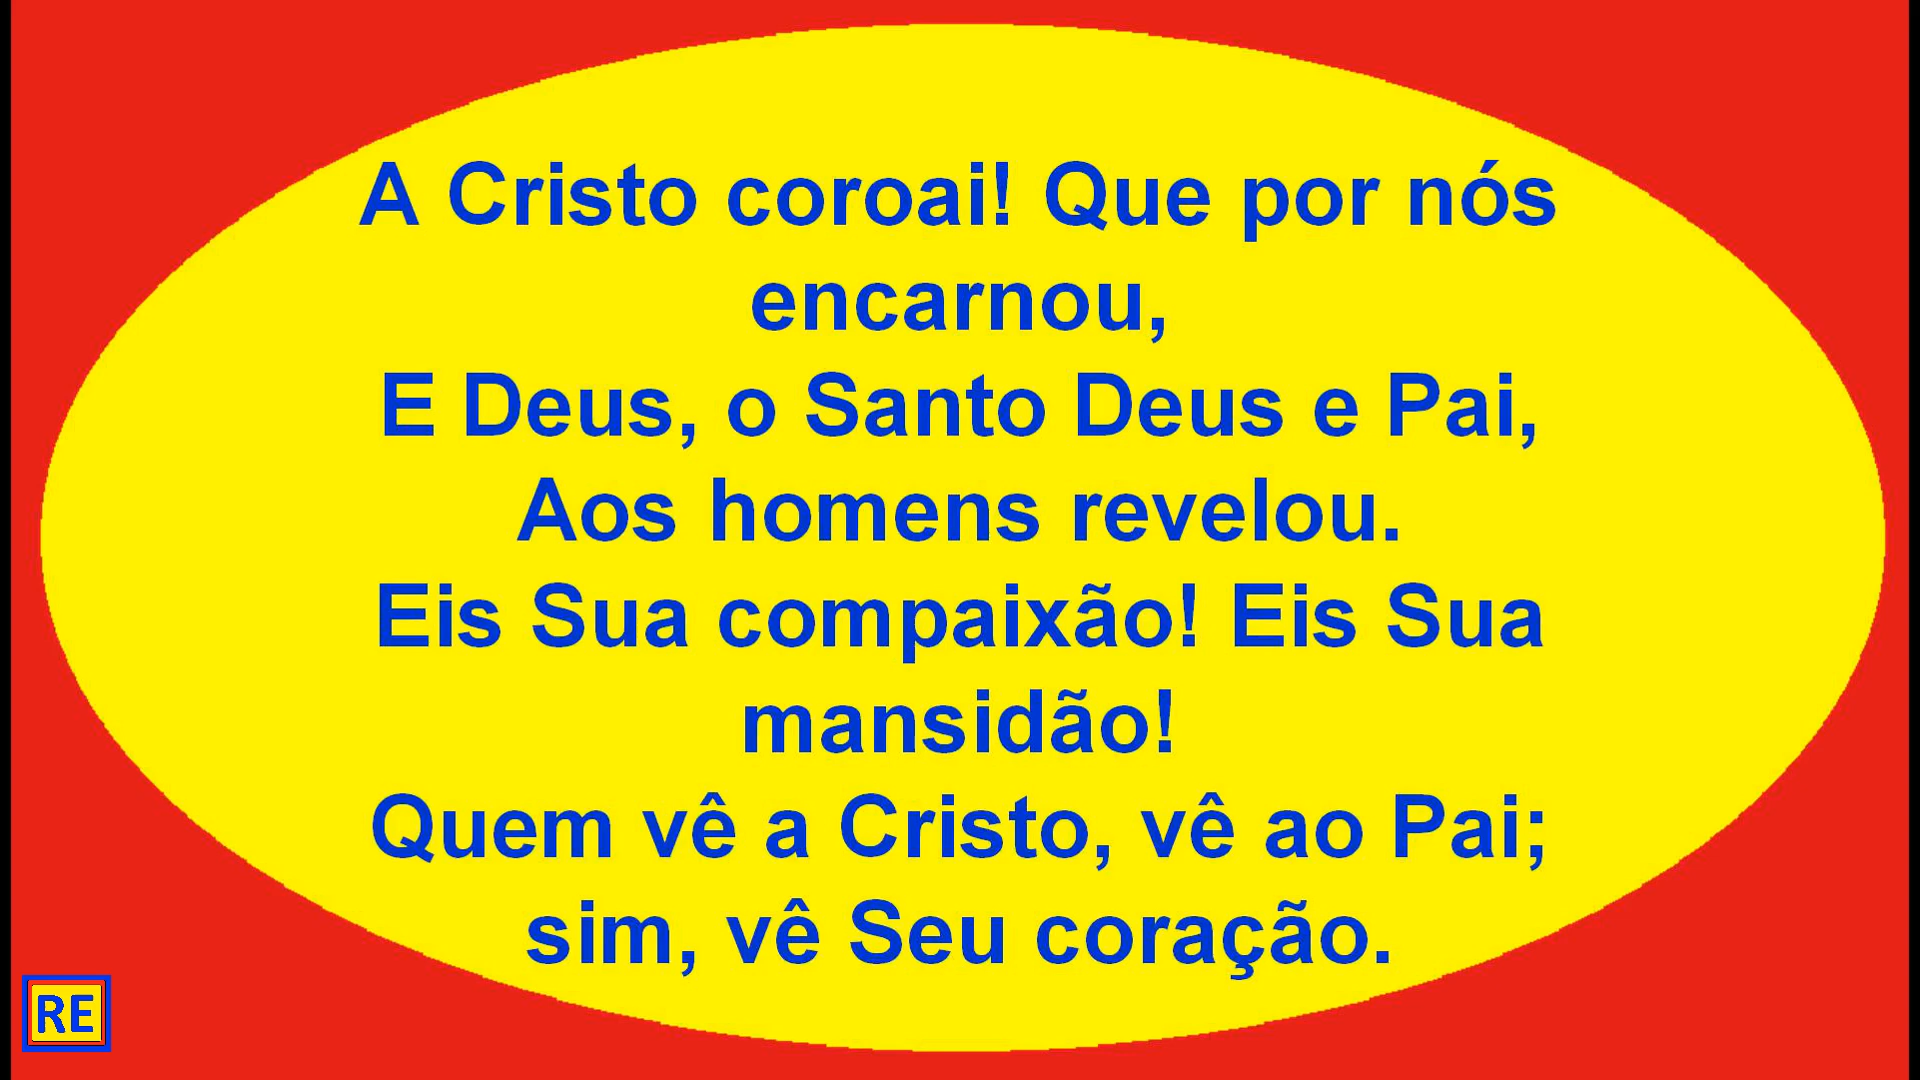 A Cristo coroai! Que por nós
encarnou,
E Deus, o Santo Deus e Pai,
Aos homens revelou.
Eis Sua compaixão! Eis Sua
mansidão!
Quem vê a Cristo, vê ao Pai;
sim, vê Seu coração.
RE